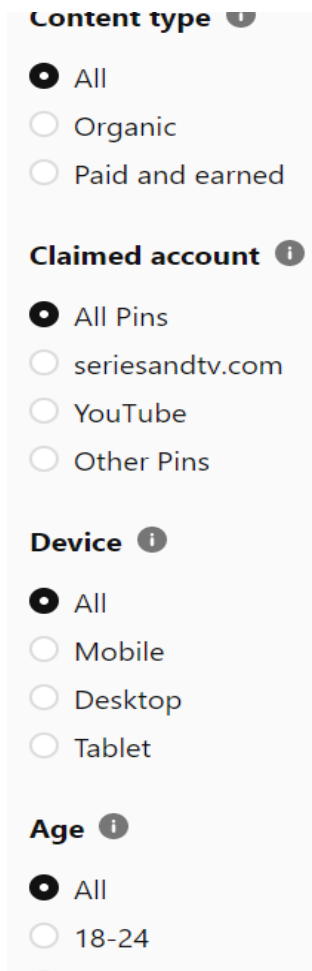 Content type
All
Organic
Paid and earned
Claimed account
All Pins
seriesandtv.com
YouTube
Other Pins
Device
All
Mobile
Desktop
Tablet
Age
All
18-24